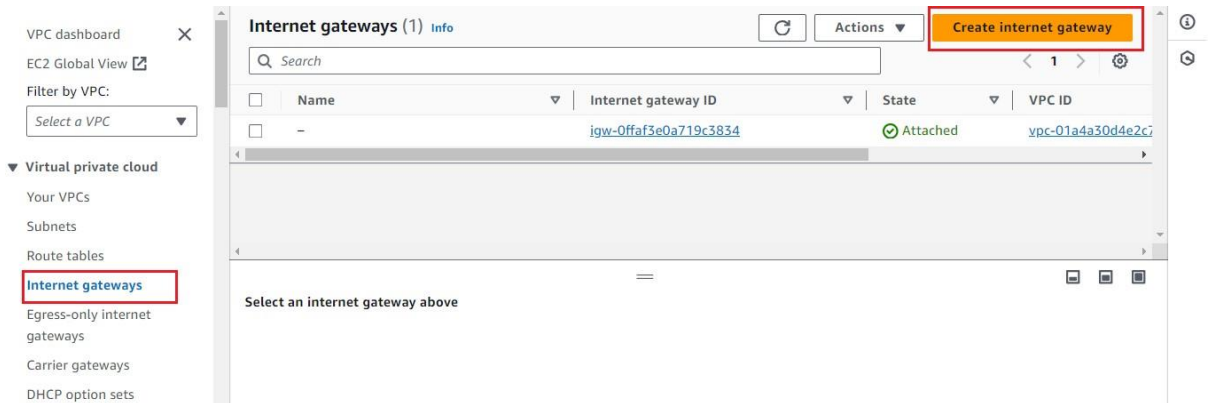 VPC dashboard
EC2 Global View
Filter by VPC:
Select a VPC
Virtual private cloud
Your VPCs
Subnets
Route tables
Internet gateways
Egress-only internet
gateways
Carrier gateways
DHCP option sets
Internet gateways (1) Info
Actions
Create internet gateway
Search
1
Name
Internet gateway ID
State
VPC ID
–
igw-0ffaf3e0a719c3834
Attached
vpc-01a4a30d4e2c7
Select an internet gateway above